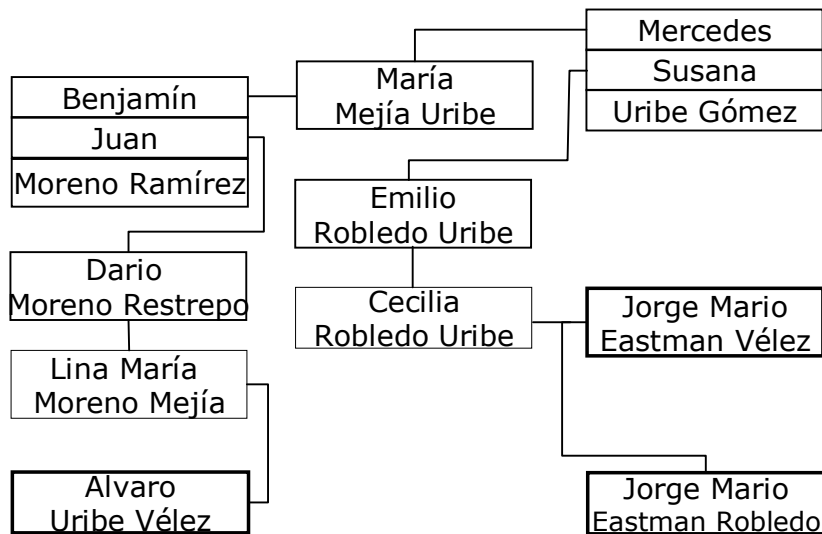 Mercedes
Susana
Uribe Gómez
María
Mejía Uribe
Benjamín
Juan
Moreno Ramírez
Emilio
Robledo Uribe
Dario
Moreno Restrepo
Cecilia
Robledo Uribe
Jorge Mario
Eastman Vélez
Lina María
Moreno Mejía
Alvaro
Uribe Vélez
Jorge Mario
Eastman Robledo